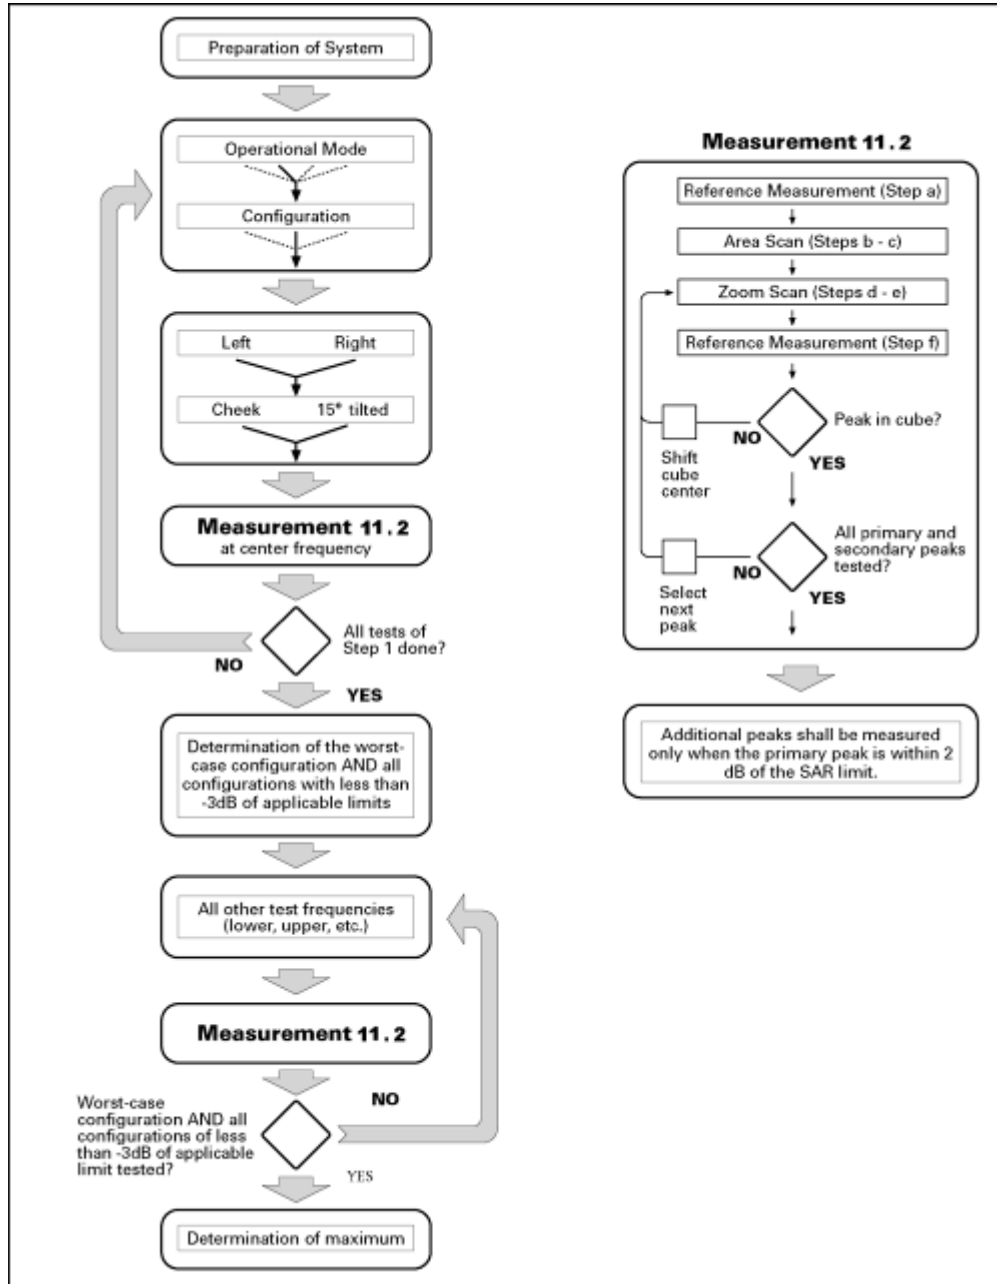 Preparation of System
Operational Mode
Configuration
Left Right
Cheek 15° tilted
Measurement 11.2
at center frequency
All tests of
Step 1 done?
NO
YES
Determination of the worst-
case configuration AND all
configurations with less than
-3dB of applicable limits
All other test frequencies
(lower, upper, etc.)
Measurement 11.2
Worst-case
configuration AND all
configurations of less
than -3dB of applicable
limit tested?
NO
YES
Determination of maximum
Measurement 11.2
Reference Measurement (Step a)
Area Scan (Steps b - c)
Zoom Scan (Steps d - e)
Reference Measurement (Step f)
Peak in cube?
NO
YES
Shift
cube
center
All primary and
secondary peaks
tested?
NO
YES
Select
next
peak
Additional peaks shall be measured
only when the primary peak is within 2
dB of the SAR limit.